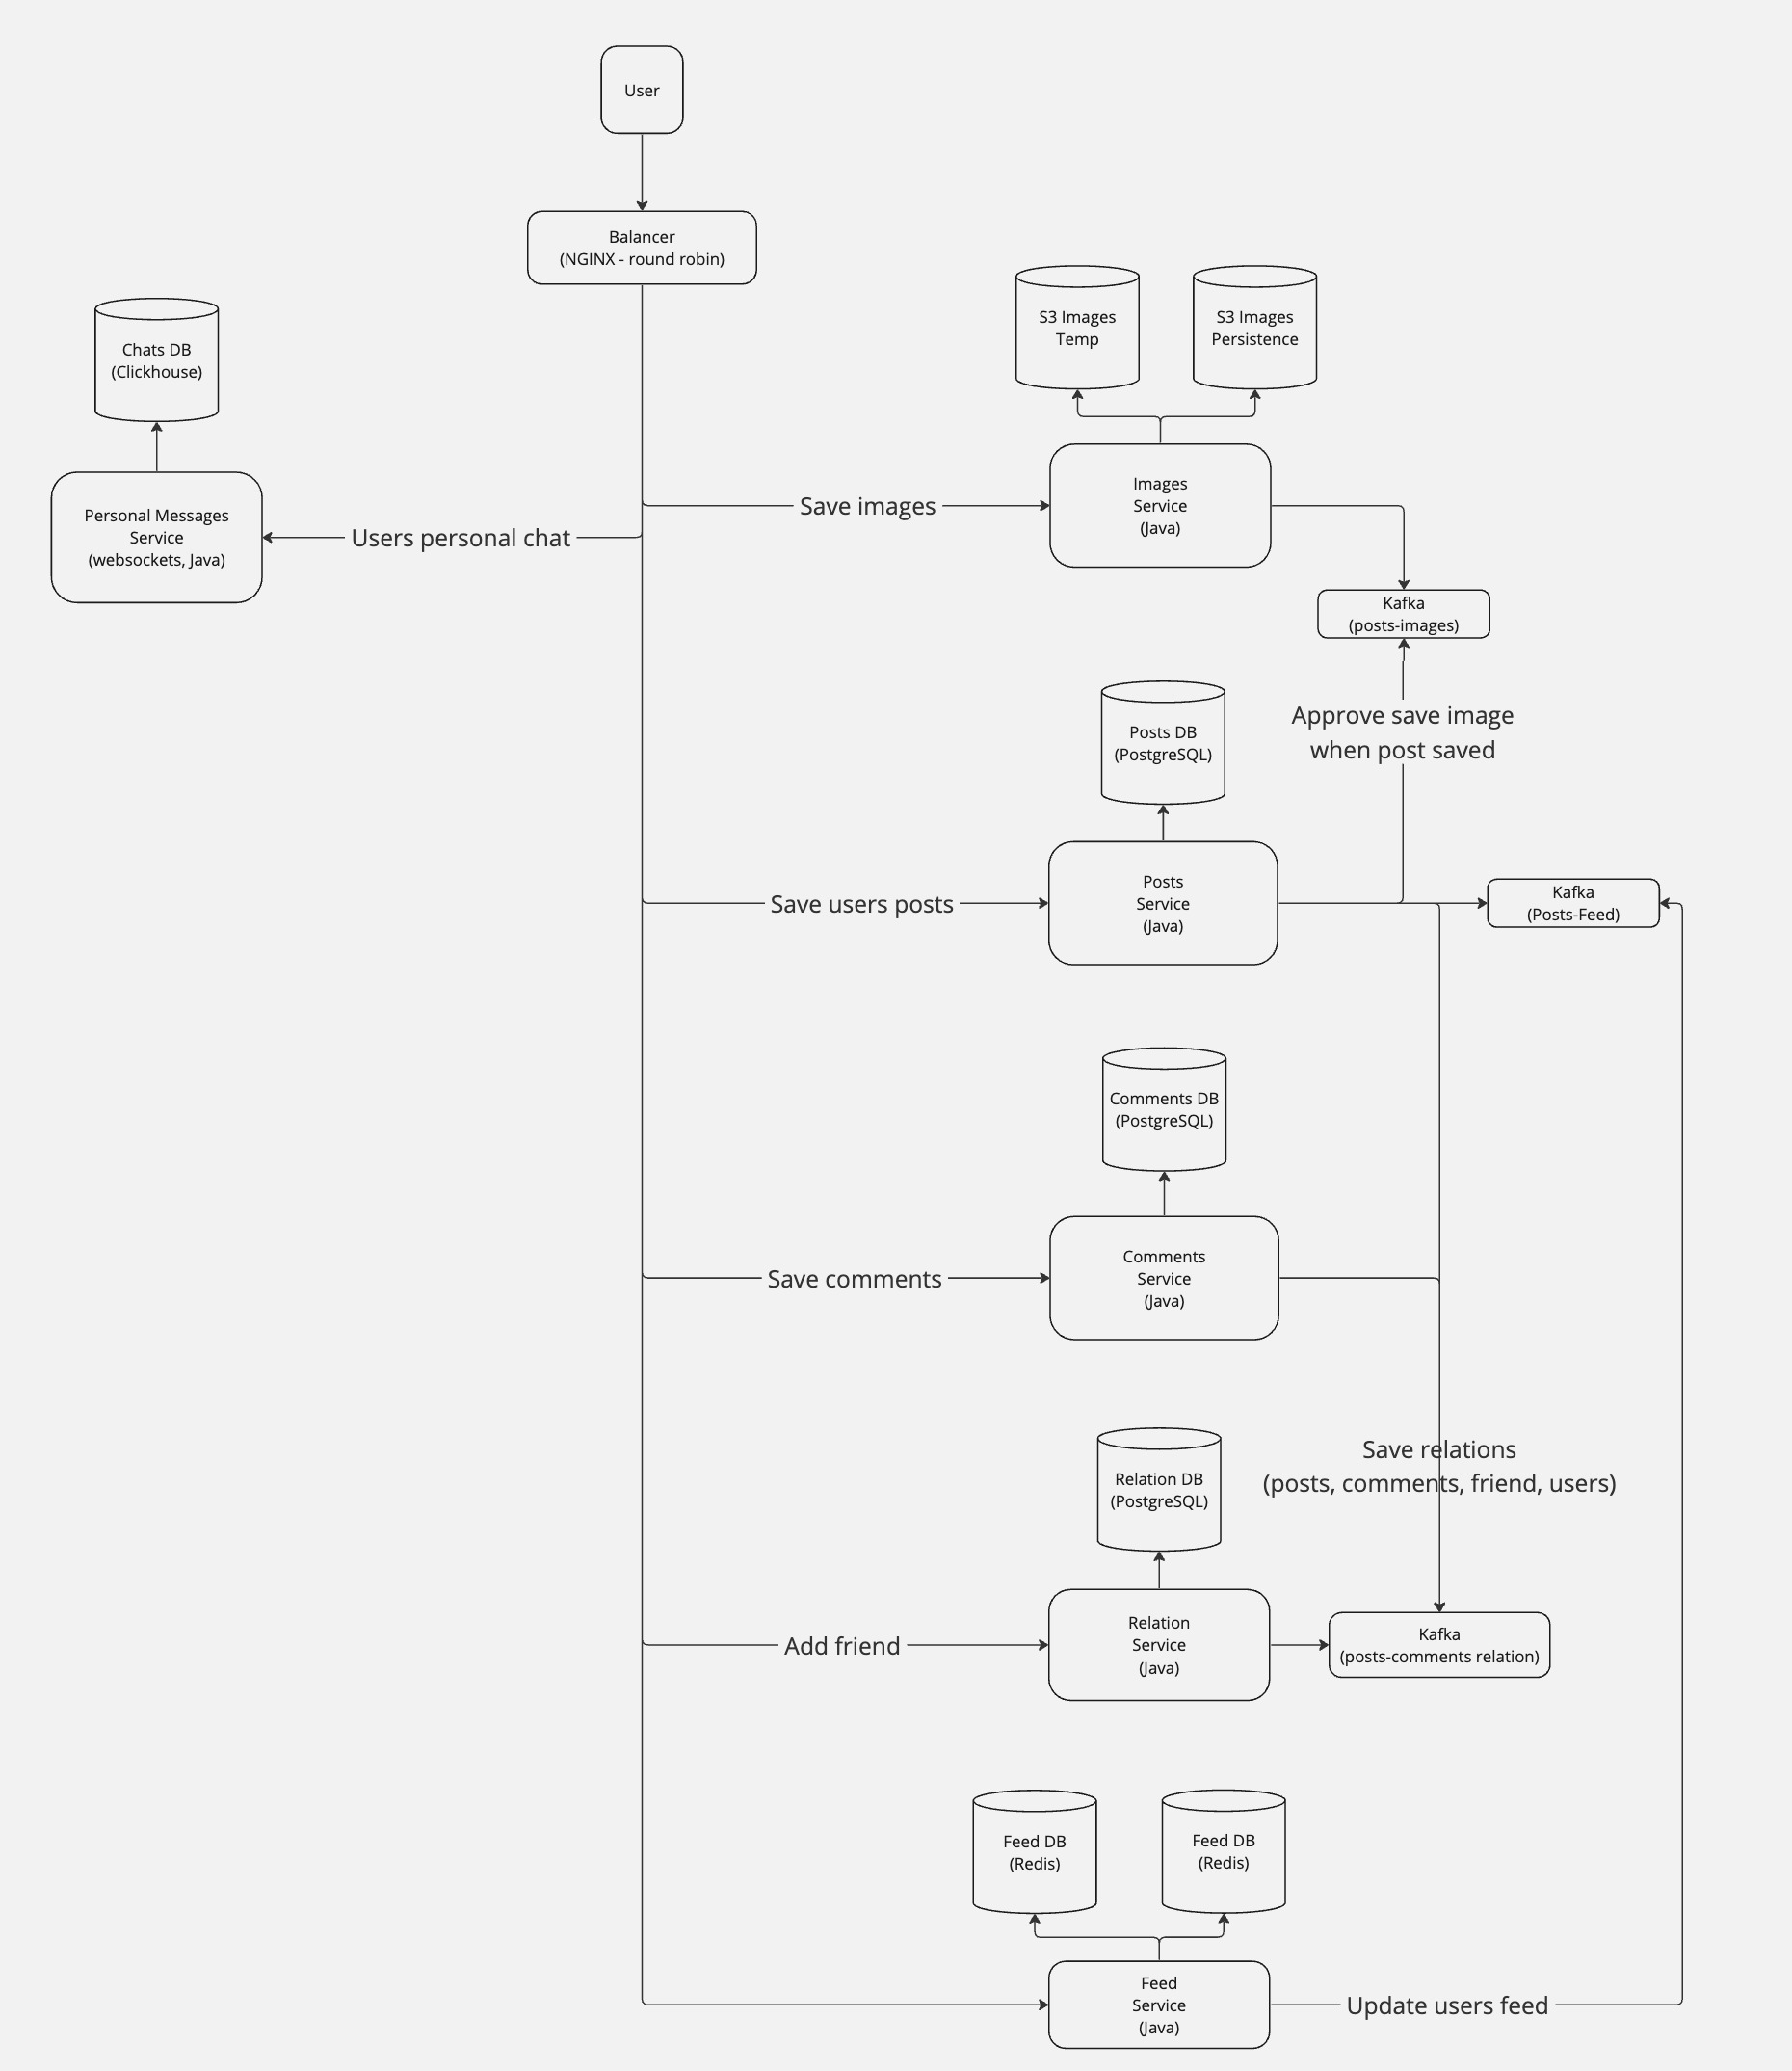 User
Balancer
(NGINX - round robin)
S3 Images
Temp
S3 Images
Persistence
Chats DB
(Clickhouse)
Images
Service
(Java)
Save images
Personal Messages
Service
(websockets, Java)
Users personal chat
Kafka
(posts-images)
Approve save image
when post saved
Posts DB
(PostgreSQL)
Posts
Service
(Java)
Save users posts
Kafka
(Posts-Feed)
Comments DB
(PostgreSQL)
Comments
Service
(Java)
Save comments
Save relations
(posts, comments, friend, users)
Relation DB
(PostgreSQL)
Relation
Service
(Java)
Add friend
Kafka
(posts-comments relation)
Feed DB
(Redis)
Feed DB
(Redis)
Feed
Service
(Java)
Update users feed